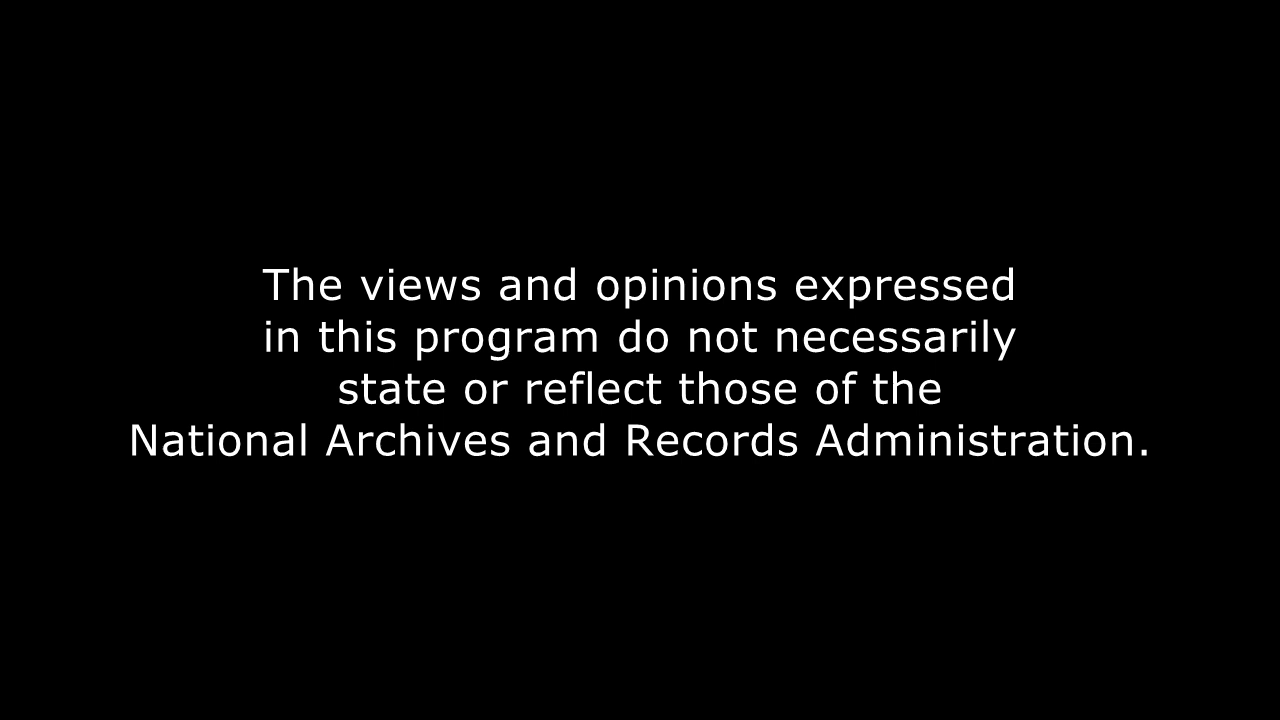 The views and opinions expressed
in this program do not necessarily
state or reflect those of the
National Archives and Records Administration.